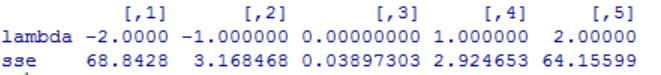 [,1] [,2] [,3] [,4] [,5]
lambda -2.0000 -1.000000 0.00000000 1.000000 2.00000
sse 68.8428 3.168468 0.03897303 2.924653 64.15599